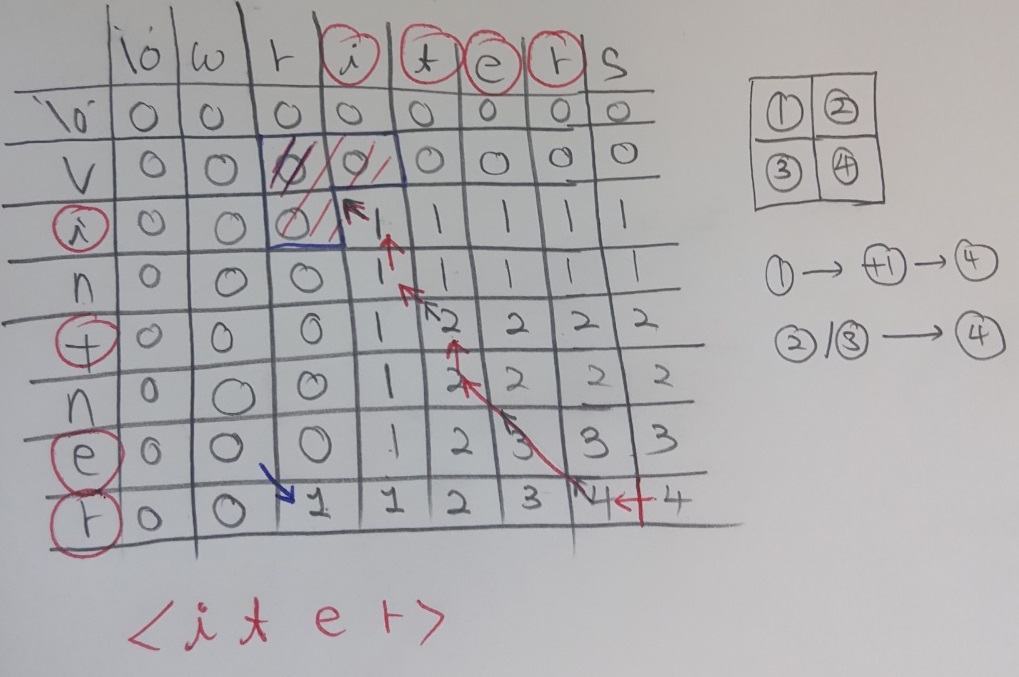 \0 w r i t e r s
\0 0 0 0 0 0 0 0 0
v 0 0 0 0 0 0 0 0
i 0 0 0 1 1 1 1 1
n 0 0 0 1 1 1 1 1
t 0 0 0 1 2 2 2 2
n 0 0 0 1 2 2 2 2
e 0 0 0 1 2 3 3 3
r 0 0 1 1 2 3 4 4
① ②
③ ④
① → +1 → ④
②/③ → ④
<i t e r>